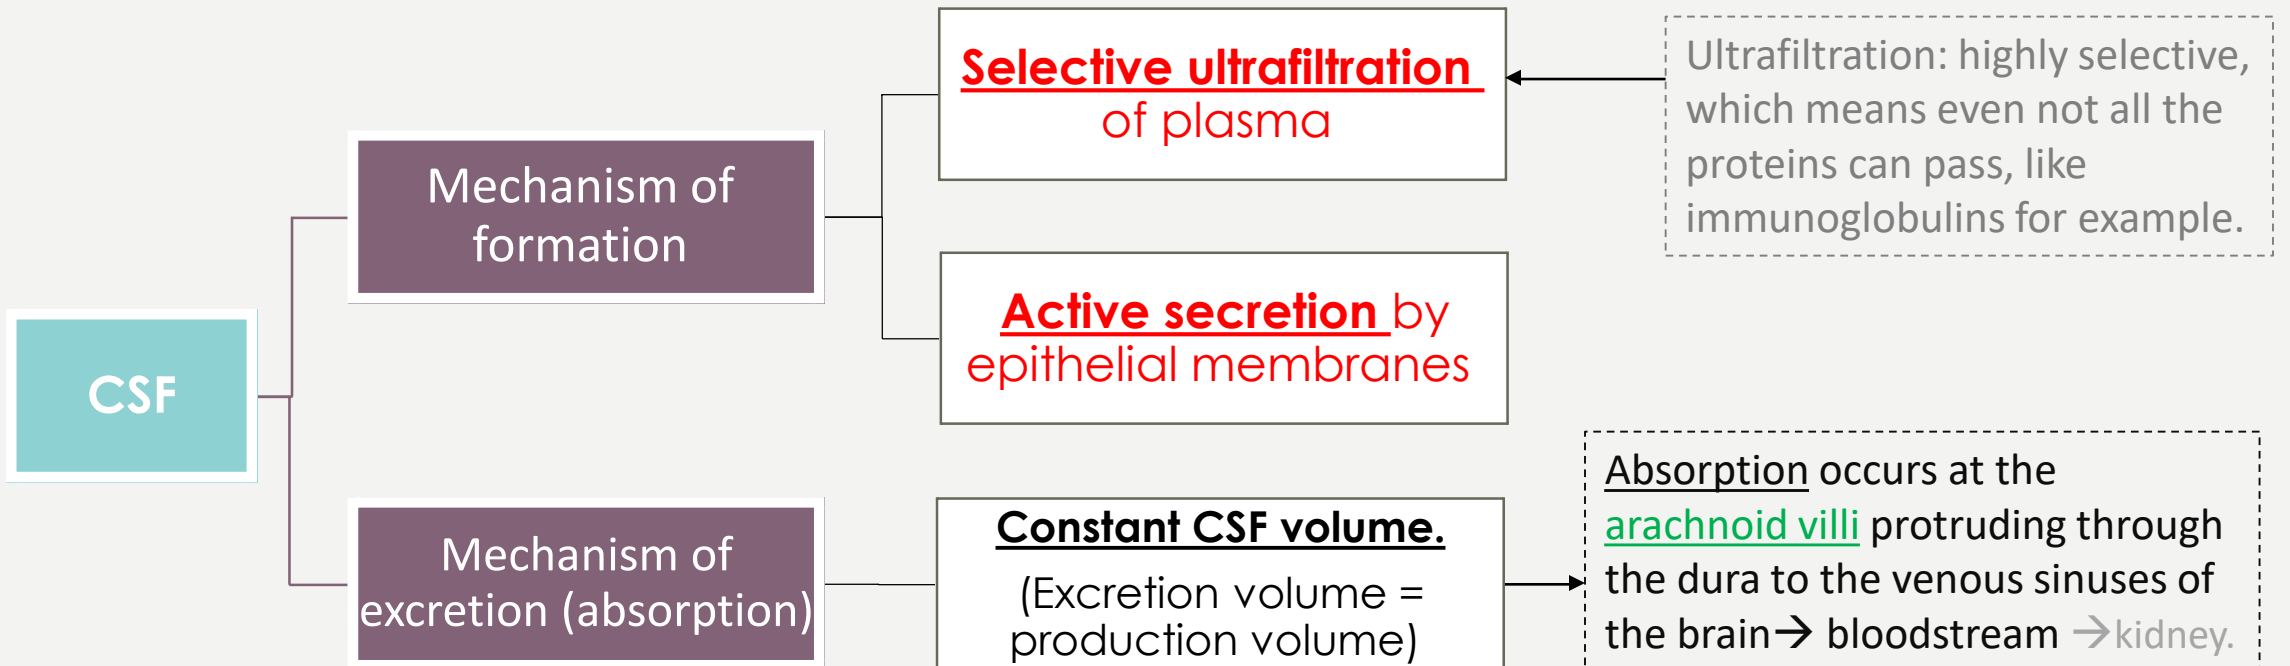 CSF
Mechanism of
formation
Selective ultrafiltration
of plasma
Ultrafiltration: highly selective,
which means even not all the
proteins can pass, like
immunoglobulins for example.
Active secretion by
epithelial membranes
Mechanism of
excretion (absorption)
Constant CSF volume.
(Excretion volume =
production volume)
Absorption occurs at the
arachnoid villi protruding through
the dura to the venous sinuses of
the brain→ bloodstream →kidney.